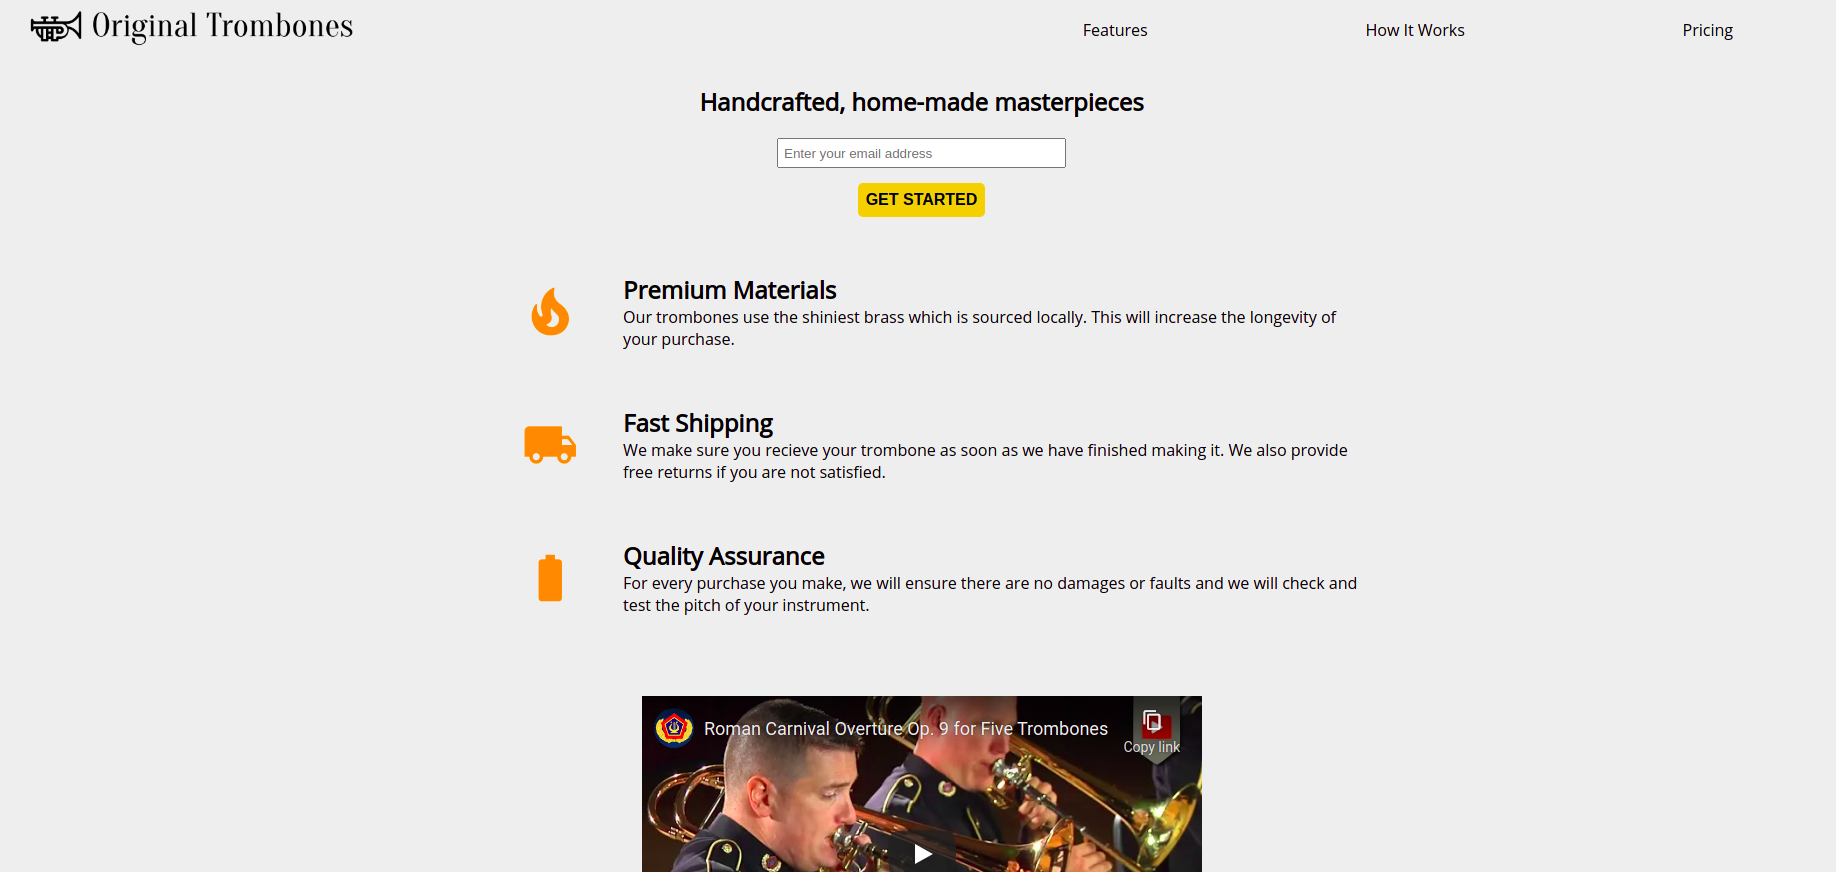 Original Trombones
Features
How It Works
Pricing
Handcrafted, home-made masterpieces
Enter your email address
GET STARTED
Premium Materials
Our trombones use the shiniest brass which is sourced locally. This will increase the longevity of
your purchase.
Fast Shipping
We make sure you recieve your trombone as soon as we have finished making it. We also provide
free returns if you are not satisfied.
Quality Assurance
For every purchase you make, we will ensure there are no damages or faults and we will check and
test the pitch of your instrument.
Roman Carnival Overture Op. 9 for Five Trombones
Copy link